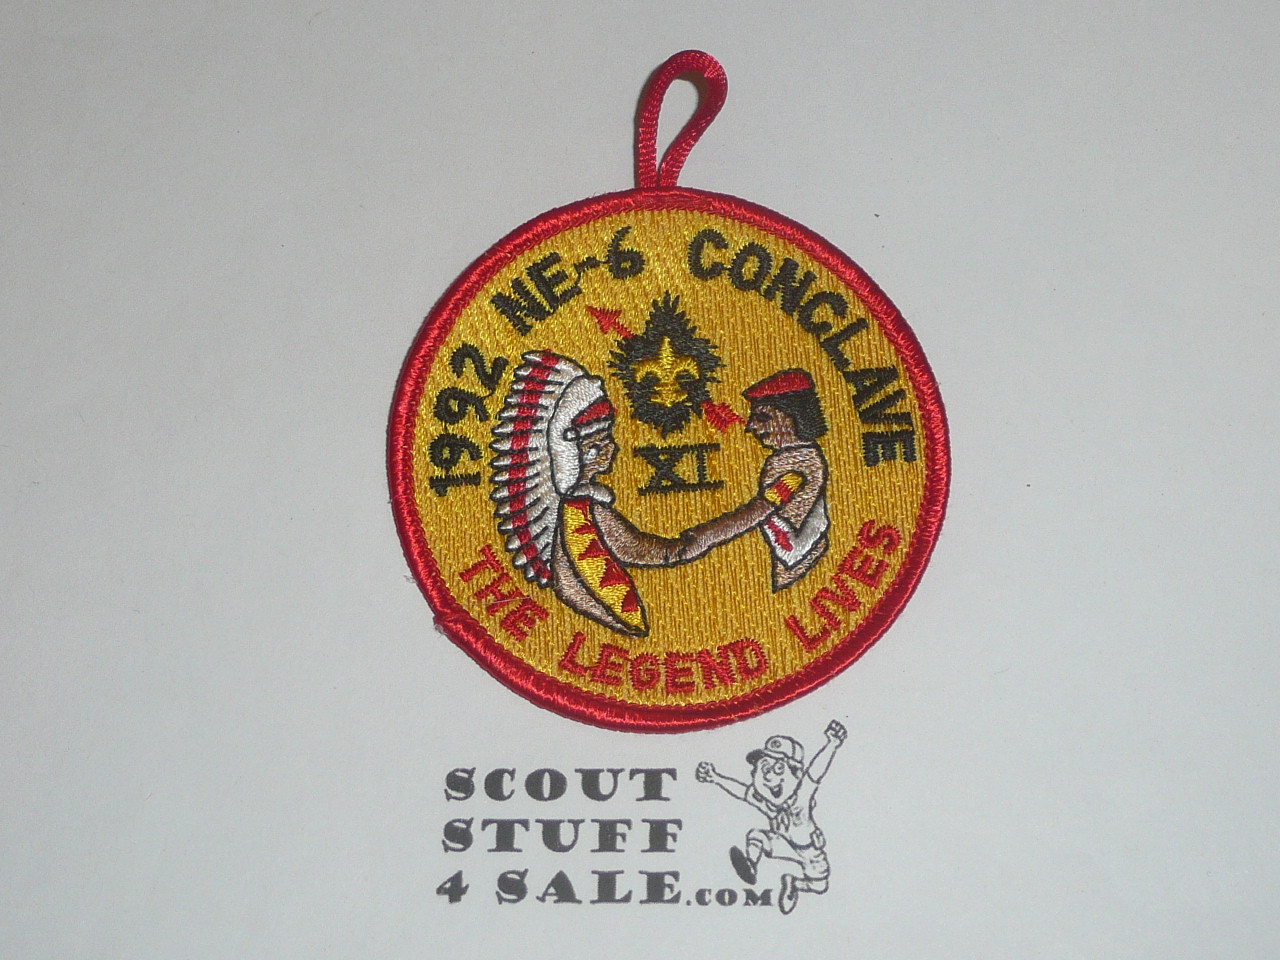 1992 NE-6 CONCLAVE
XI
THE LEGEND LIVES
SCOUT
STUFF
4 SALE.COM